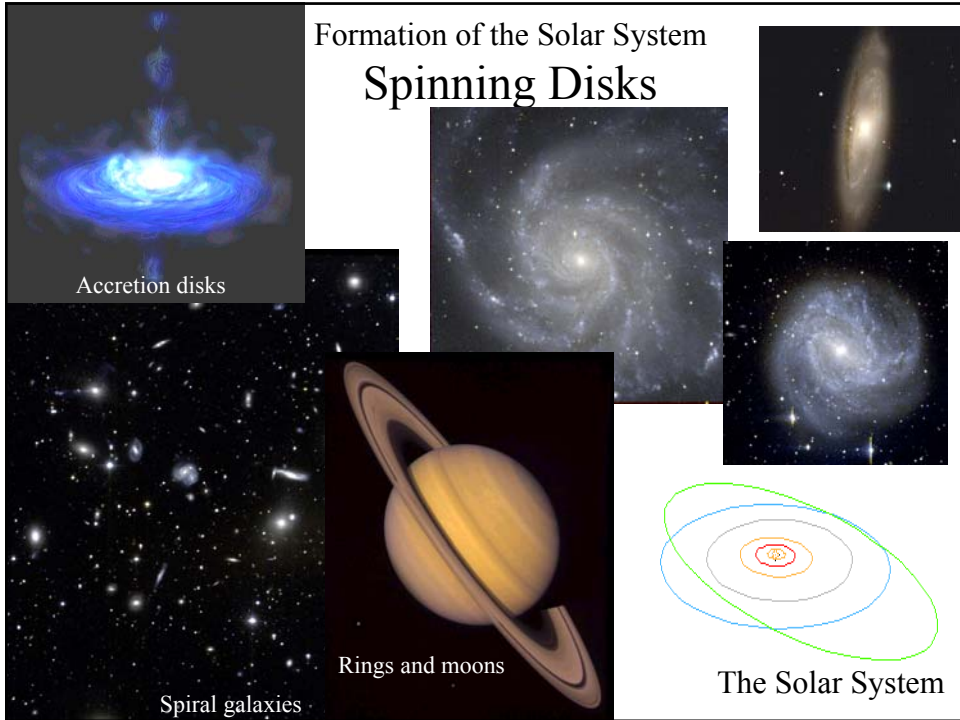 Formation of the Solar System
Spinning Disks
Accretion disks
Rings and moons
Spiral galaxies
The Solar System